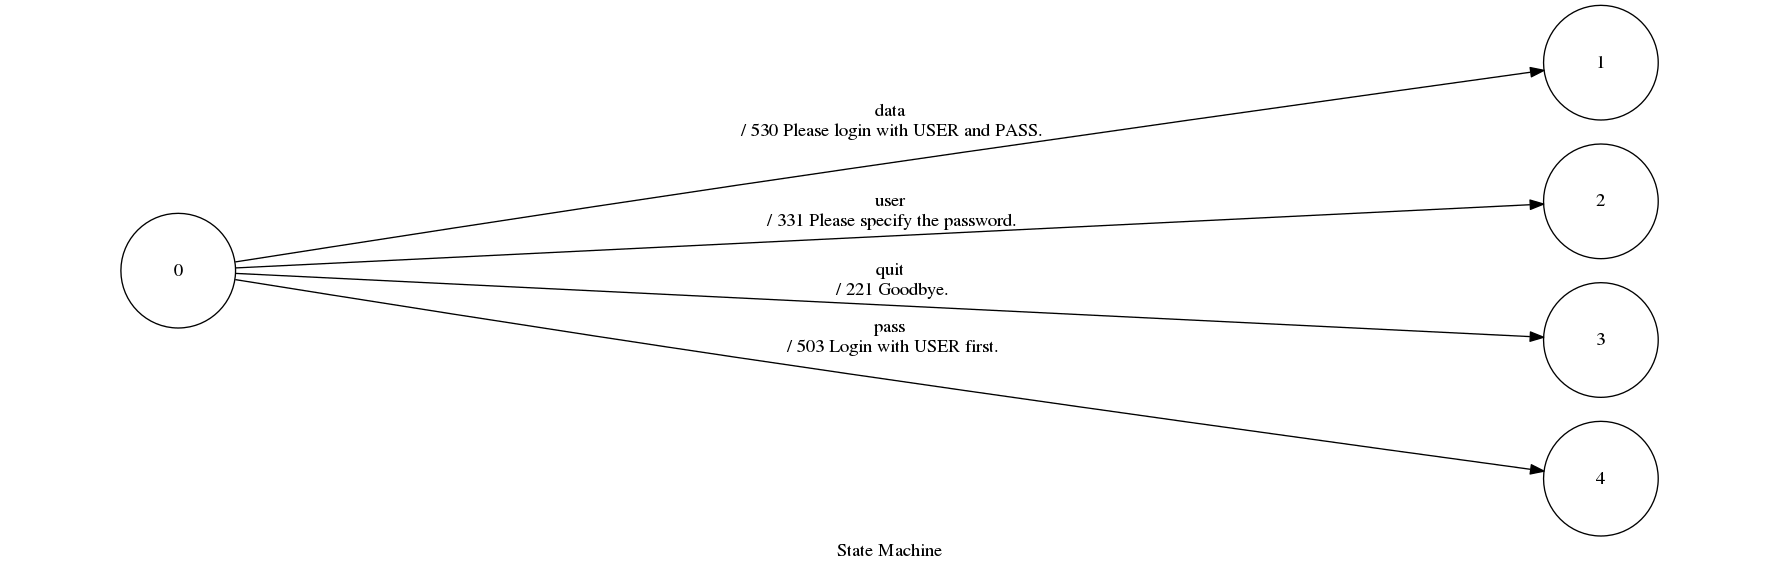 1
data
/ 530 Please login with USER and PASS.
user
/ 331 Please specify the password.
2
0
quit
/ 221 Goodbye.
pass
/ 503 Login with USER first.
3
4
State Machine